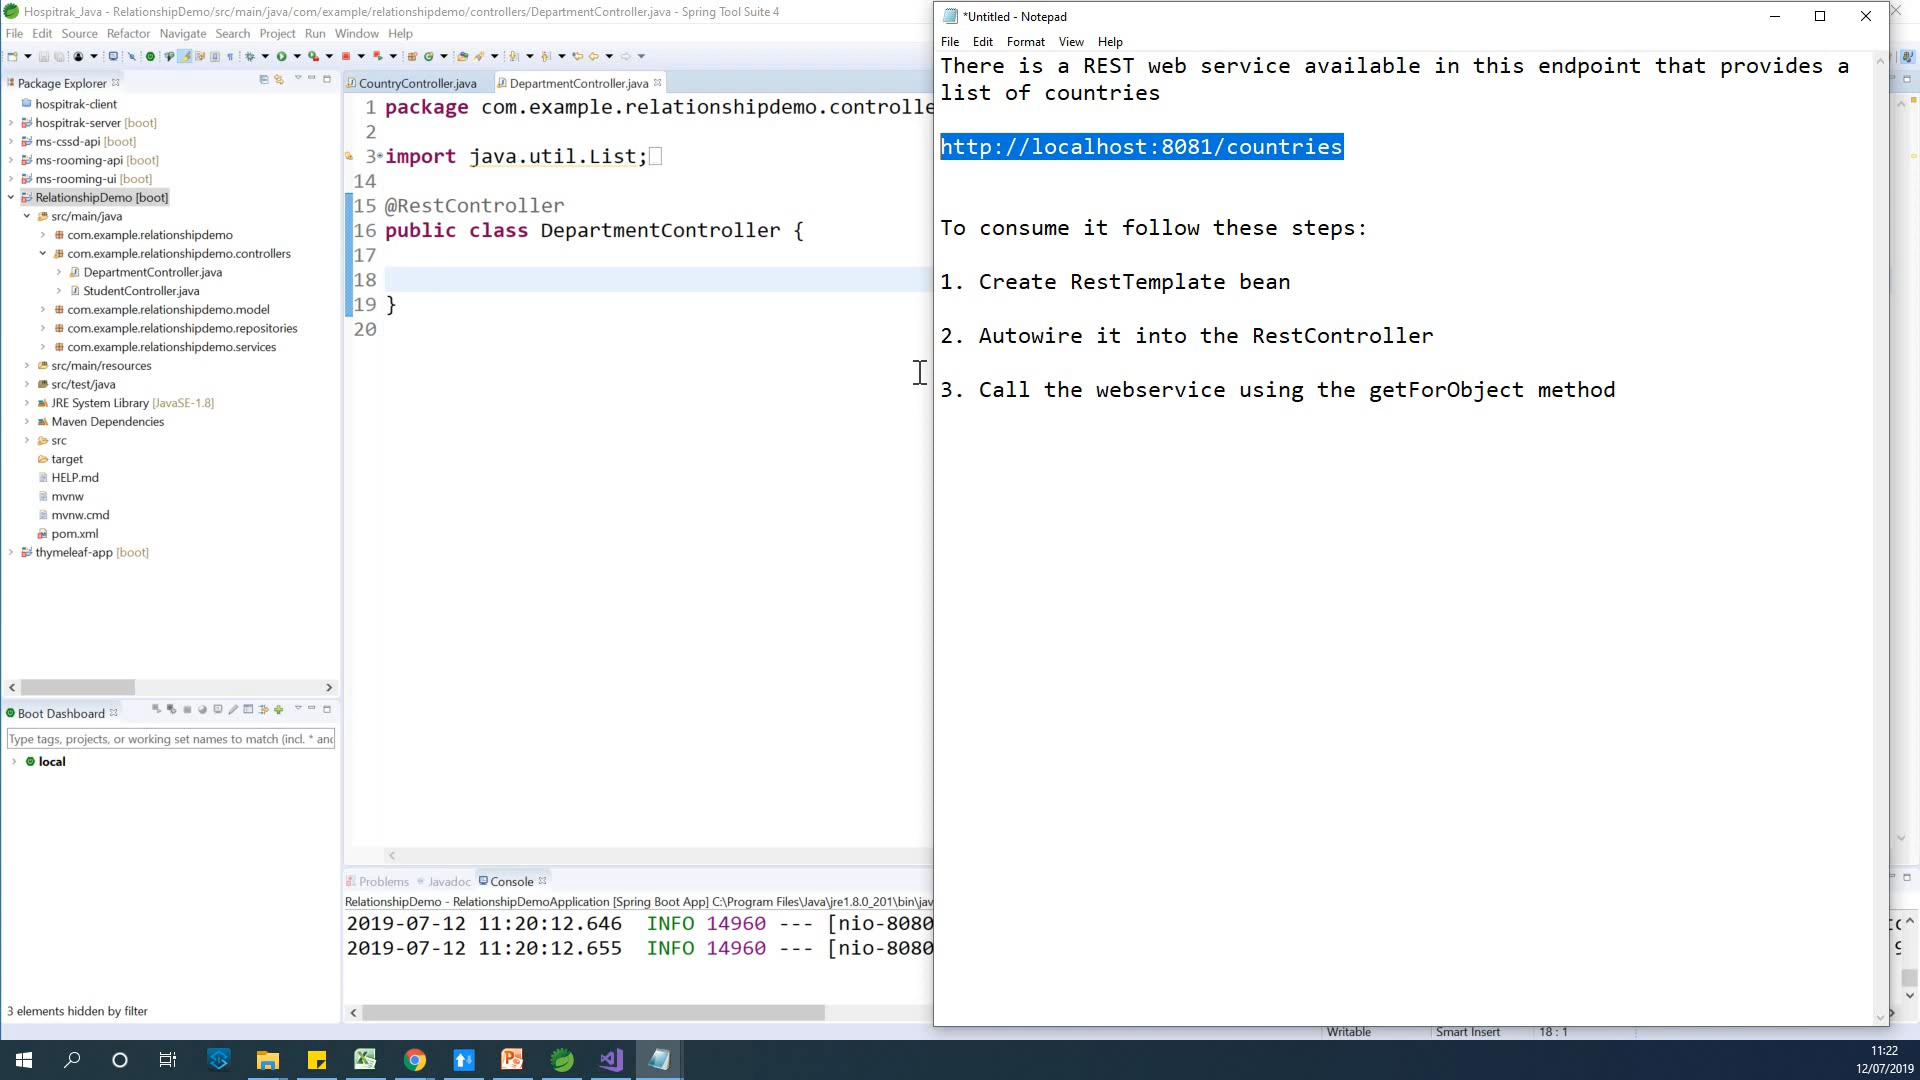 Hospitrak_Java - RelationshipDemo/src/main/java/com/example/relationshipdemo/controllers/DepartmentController.java - Spring Tool Suite 4
File Edit Source Refactor Navigate Search Project Run Window Help
Package Explorer
hospitrak-client
hospitrak-server [boot]
ms-cssd-api [boot]
ms-rooming-api [boot]
ms-rooming-ui [boot]
RelationshipDemo [boot]
src/main/java
com.example.relationshipdemo
com.example.relationshipdemo.controllers
DepartmentController.java
StudentController.java
com.example.relationshipdemo.model
com.example.relationshipdemo.repositories
com.example.relationshipdemo.services
src/main/resources
src/test/java
JRE System Library [JavaSE-1.8]
Maven Dependencies
src
target
HELP.md
mvnw
mvnw.cmd
pom.xml
thymeleaf-app [boot]
Boot Dashboard
Type tags, projects, or working set names to match (incl. * and
local
3 elements hidden by filter
CountryController.java DepartmentController.java
1 package com.example.relationshipdemo.controlle
2
3 import java.util.List;
14
15 @RestController
16 public class DepartmentController {
17
18
19 }
20
Problems Javadoc Console
RelationshipDemo - RelationshipDemoApplication [Spring Boot App] C:\Program Files\Java\jre1.8.0_201\bin\jav
2019-07-12 11:20:12.646 INFO 14960 --- [nio-8080
2019-07-12 11:20:12.655 INFO 14960 --- [nio-8080
*Untitled - Notepad
File Edit Format View Help
There is a REST web service available in this endpoint that provides a
list of countries
http://localhost:8081/countries
To consume it follow these steps:
1. Create RestTemplate bean
2. Autowire it into the RestController
3. Call the webservice using the getForObject method
Writable Smart Insert 18 : 1
11:22
12/07/2019